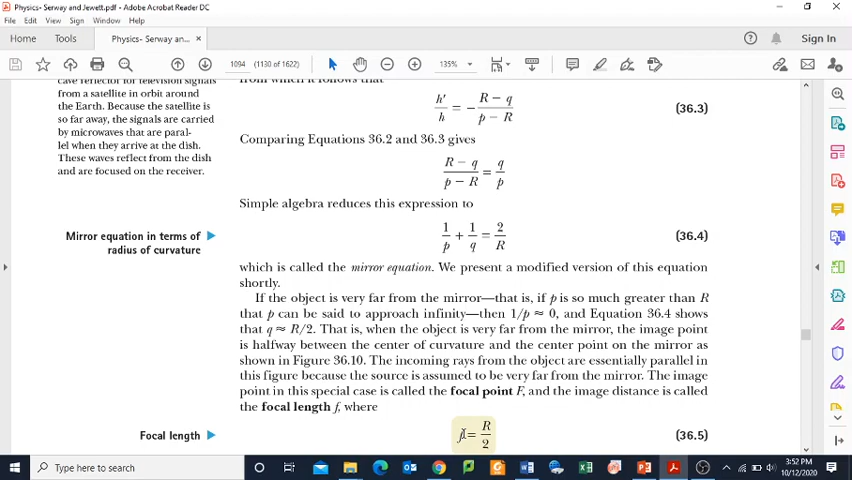 Physics- Serway and Jewett.pdf - Adobe Acrobat Reader DC
File Edit View Sign Window Help
Home Tools Physics- Serway and... × Sign In
1094 (1130 of 1622) 135%
cave reflector for television signals
from a satellite in orbit around
the Earth. Because the satellite is
so far away, the signals are carried
by microwaves that are paral-
lel when they arrive at the dish.
These waves reflect from the dish
and are focused on the receiver.
from which it follows that
h'/h = − (R − q)/(p − R) (36.3)
Comparing Equations 36.2 and 36.3 gives
(R − q)/(p − R) = q/p
Simple algebra reduces this expression to
Mirror equation in terms of
radius of curvature
1/p + 1/q = 2/R (36.4)
which is called the mirror equation. We present a modified version of this equation
shortly.
If the object is very far from the mirror—that is, if p is so much greater than R
that p can be said to approach infinity—then 1/p ≈ 0, and Equation 36.4 shows
that q ≈ R/2. That is, when the object is very far from the mirror, the image point
is halfway between the center of curvature and the center point on the mirror as
shown in Figure 36.10. The incoming rays from the object are essentially parallel in
this figure because the source is assumed to be very far from the mirror. The image
point in this special case is called the focal point F, and the image distance is called
the focal length f, where
Focal length
f = R/2 (36.5)
Type here to search
3:52 PM
10/12/2020